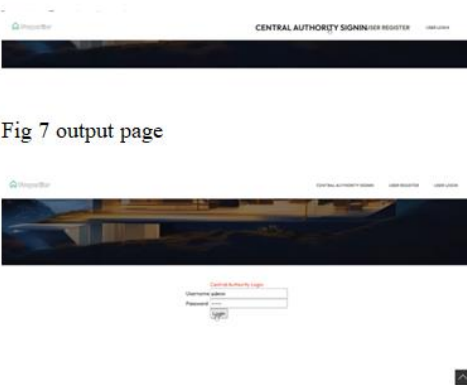 CENTRAL AUTHORITY SIGNIN USER REGISTER USER LOGIN
Fig 7 output page
CENTRAL AUTHORITY SIGNIN USER REGISTER USER LOGIN
Central Authority Login
Username admin
Password
Login